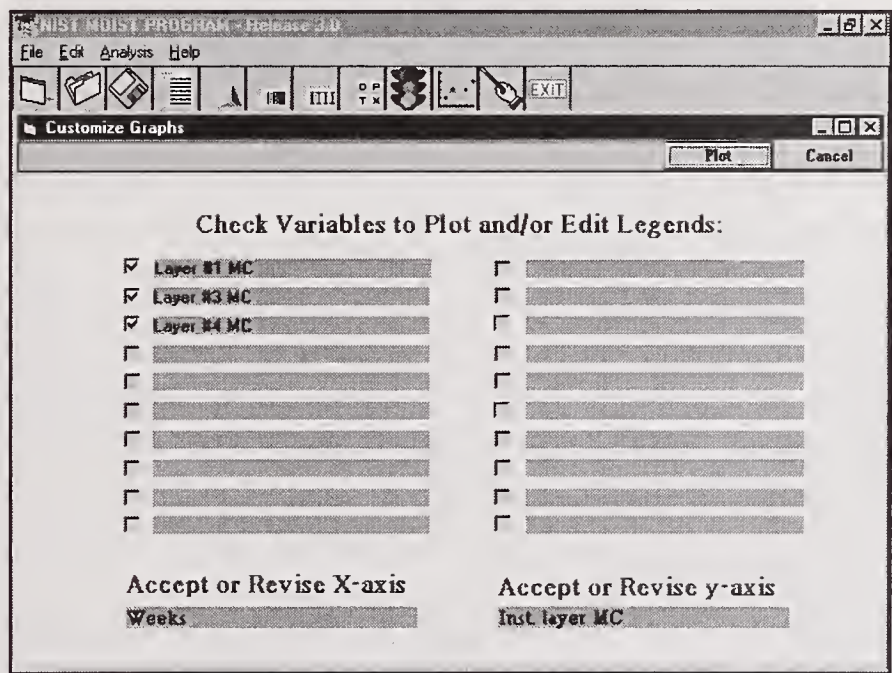 NIST MOIST PROGRAM - Release 3.0
File Edit Analysis Help
O P
T X
EXIT
Customize Graphs
Plot Cancel
Check Variables to Plot and/or Edit Legends:
Layer #1 MC
Layer #3 MC
Layer #4 MC
Accept or Revise X-axis
Accept or Revise y-axis
Weeks
Inst. layer MC